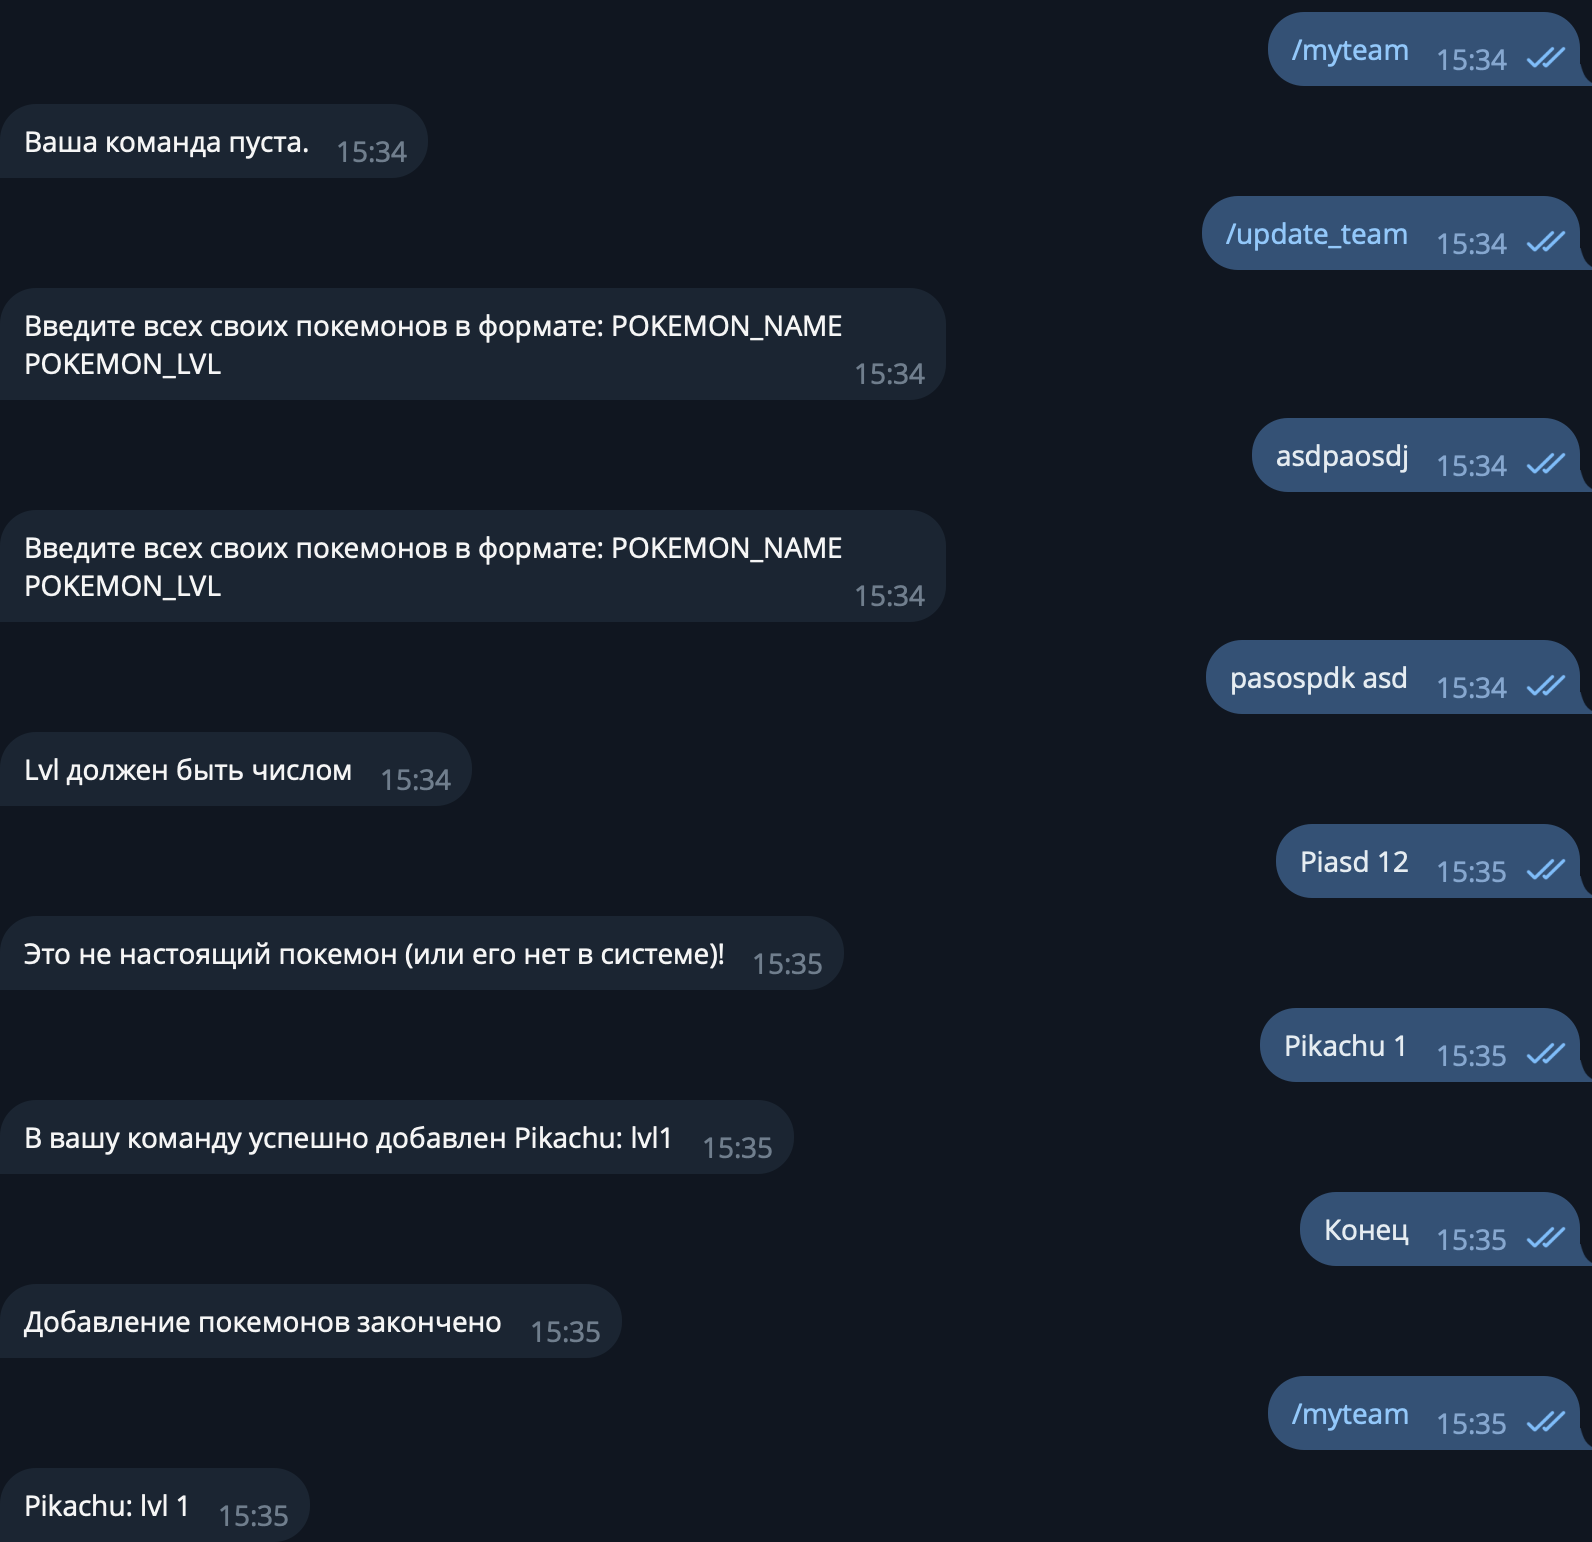 /myteam 15:34
Ваша команда пуста. 15:34
/update_team 15:34
Введите всех своих покемонов в формате: POKEMON_NAME
POKEMON_LVL 15:34
asdpaosdj 15:34
Введите всех своих покемонов в формате: POKEMON_NAME
POKEMON_LVL 15:34
pasospdk asd 15:34
Lvl должен быть числом 15:34
Piasd 12 15:35
Это не настоящий покемон (или его нет в системе)! 15:35
Pikachu 1 15:35
В вашу команду успешно добавлен Pikachu: lvl1 15:35
Конец 15:35
Добавление покемонов закончено 15:35
/myteam 15:35
Pikachu: lvl 1 15:35